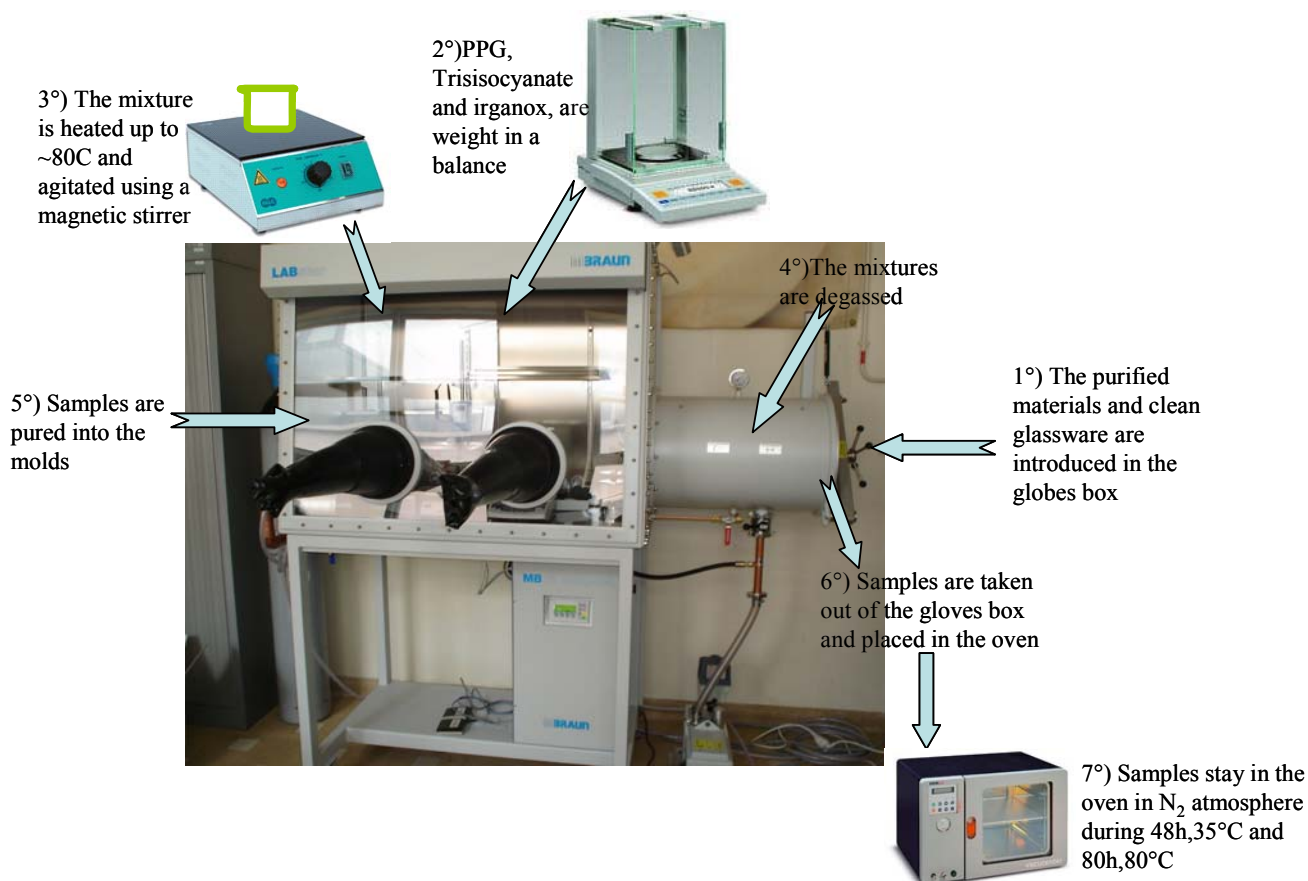 2°)PPG,
Trisisocyanate
and irganox, are
weight in a
balance
3°) The mixture
is heated up to
~80C and
agitated using a
magnetic stirrer
LAB
BRAUN
4°)The mixtures
are degassed
1°) The purified
materials and clean
glassware are
introduced in the
globes box
5°) Samples are
pured into the
molds
6°) Samples are taken
out of the gloves box
and placed in the oven
MB
BRAUN
7°) Samples stay in the
oven in N₂ atmosphere
during 48h,35°C and
80h,80°C